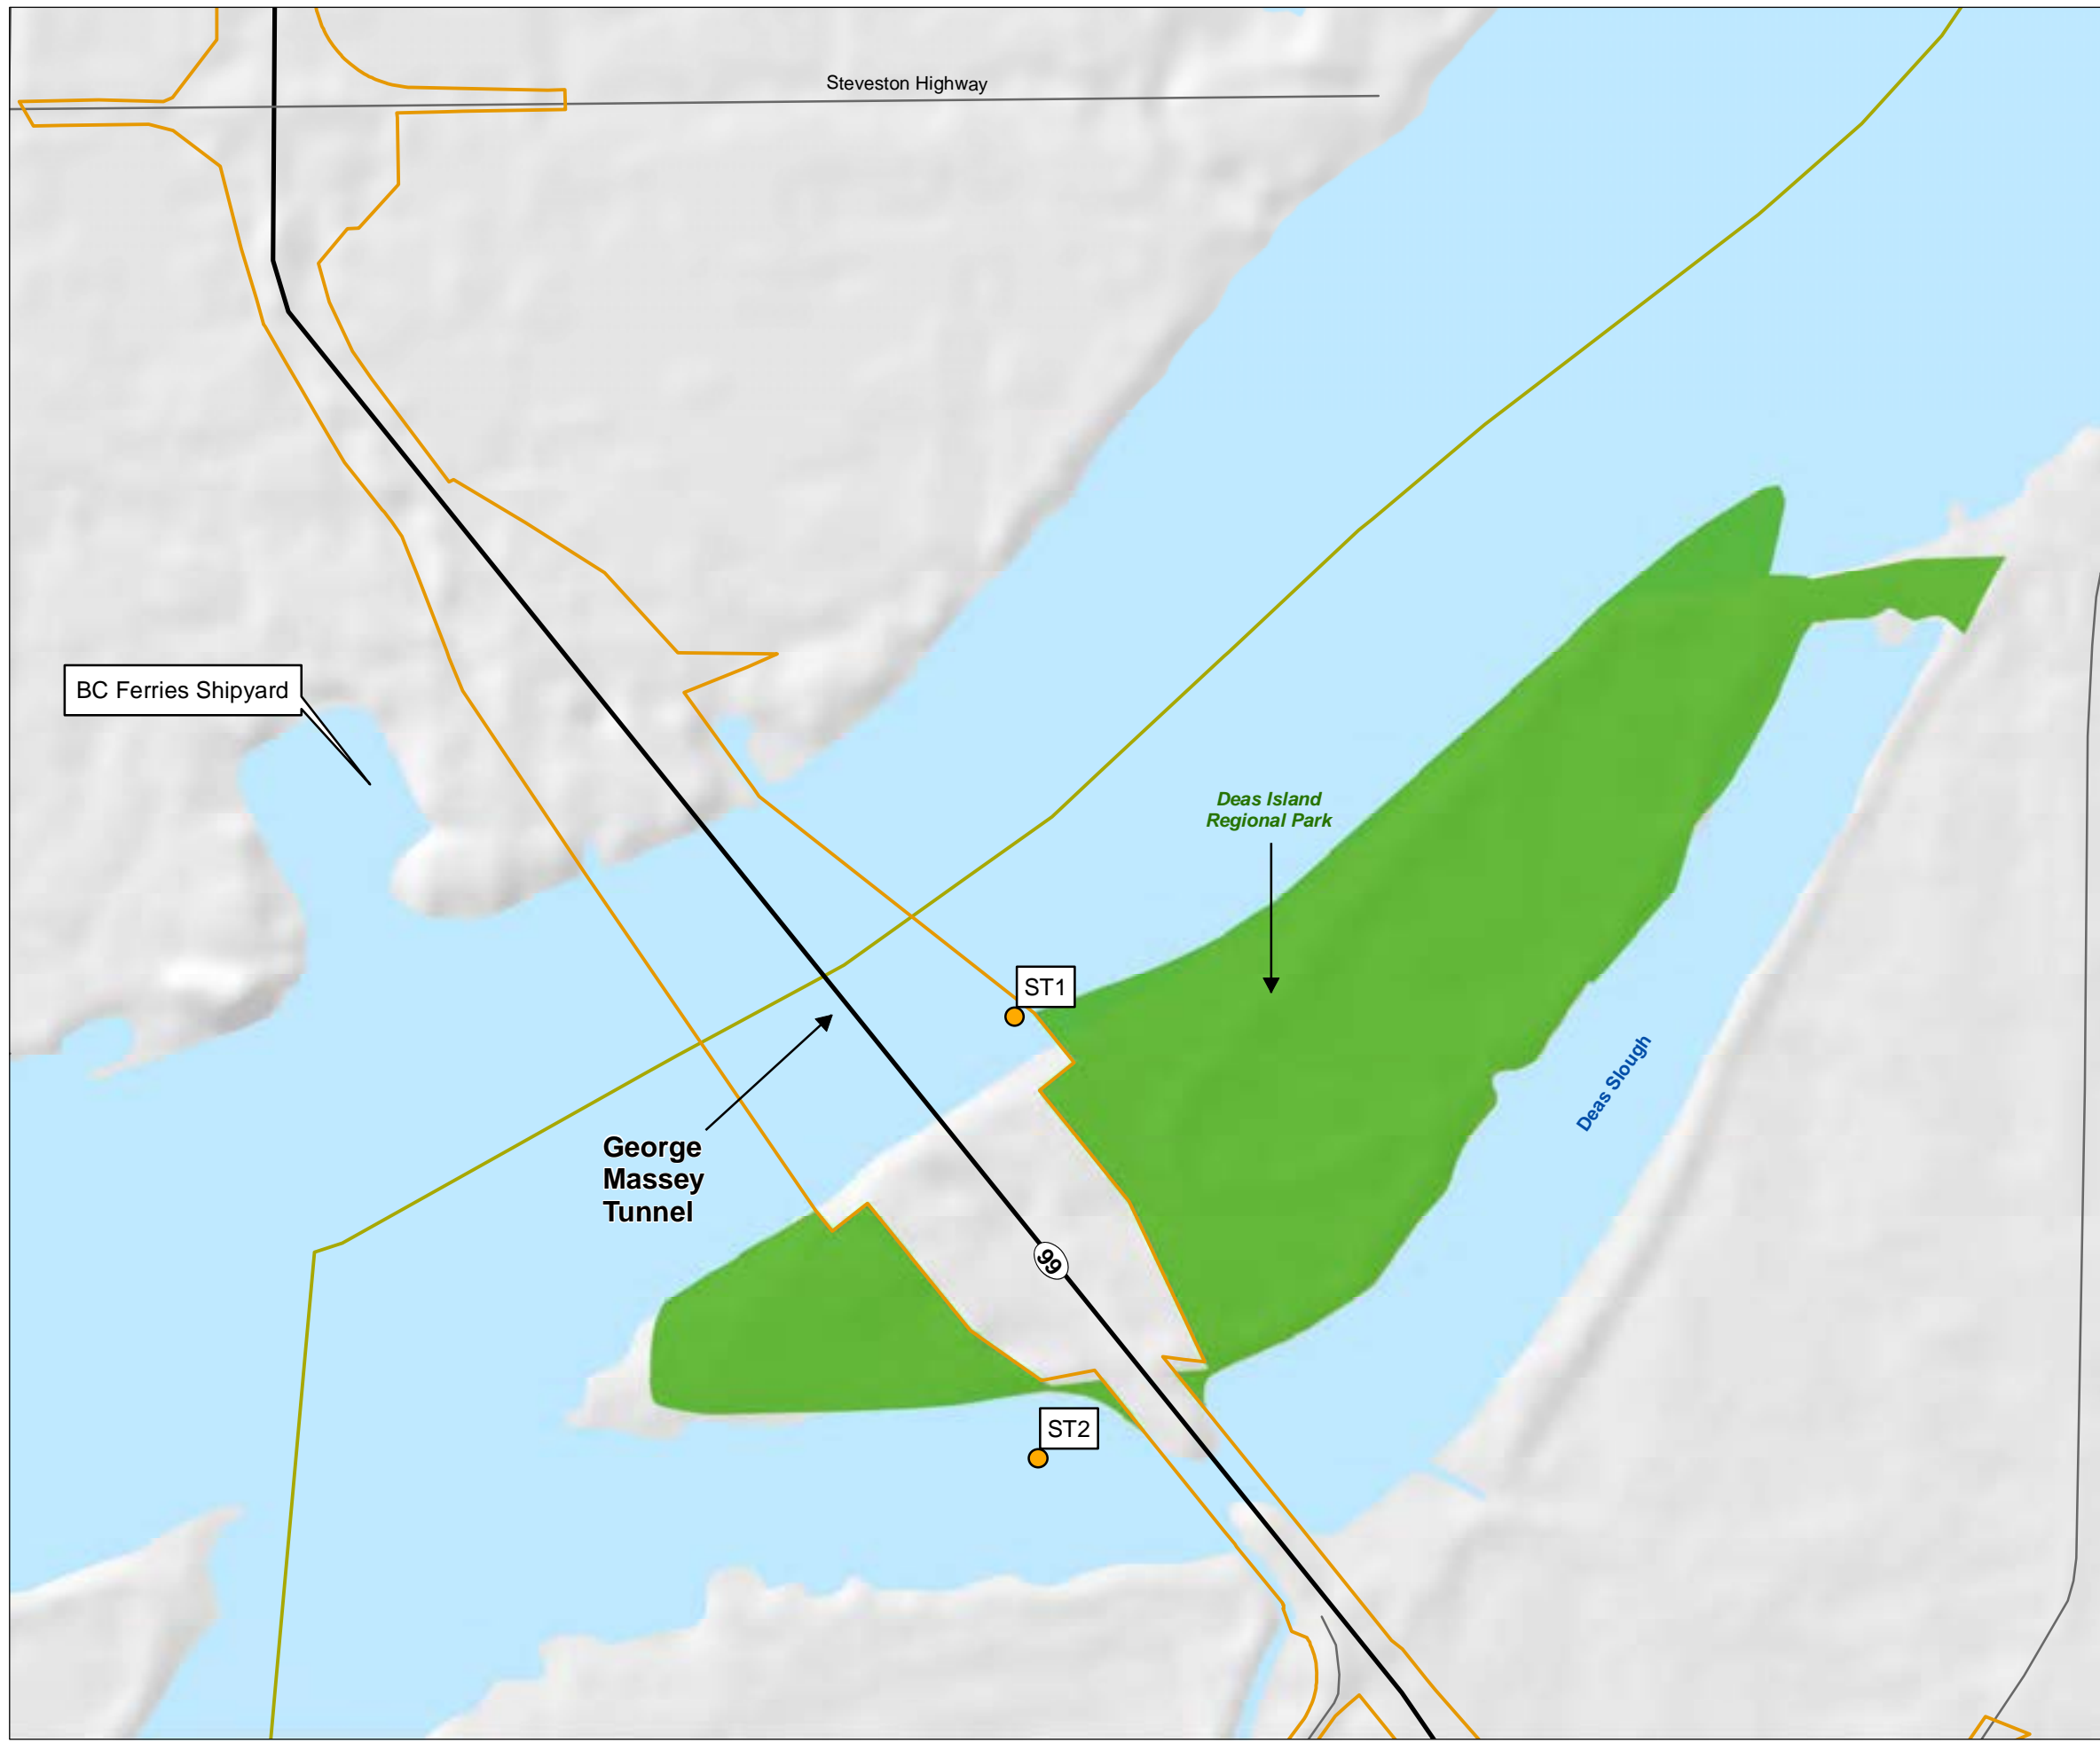 Steveston Highway
BC Ferries Shipyard
Deas Island
Regional Park
ST1
Deas Slough
George
Massey
Tunnel
99
ST2